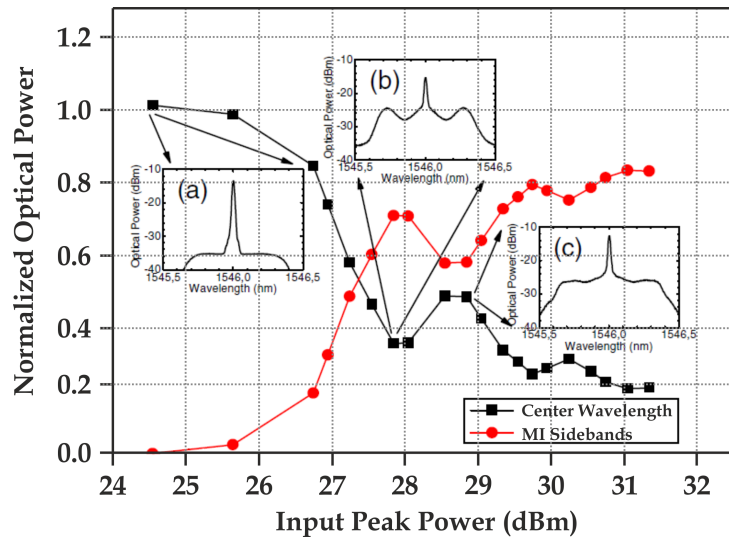 Normalized Optical Power
1.2
1.0
0.8
0.6
0.4
0.2
0.0
24
25
26
27
28
29
30
31
32
Input Peak Power (dBm)
(a)
Optical Power (dBm)
-10
-20
-30
-40
1545,5
1546,0
1546,5
Wavelength (nm)
(b)
Optical Power (dBm)
-10
-20
-30
-40
1545,5
1546,0
1546,5
Wavelength (nm)
(c)
Optical Power (dBm)
-10
-20
-30
-40
1545,5
1546,0
1546,5
Wavelength (nm)
Center Wavelength
MI Sidebands